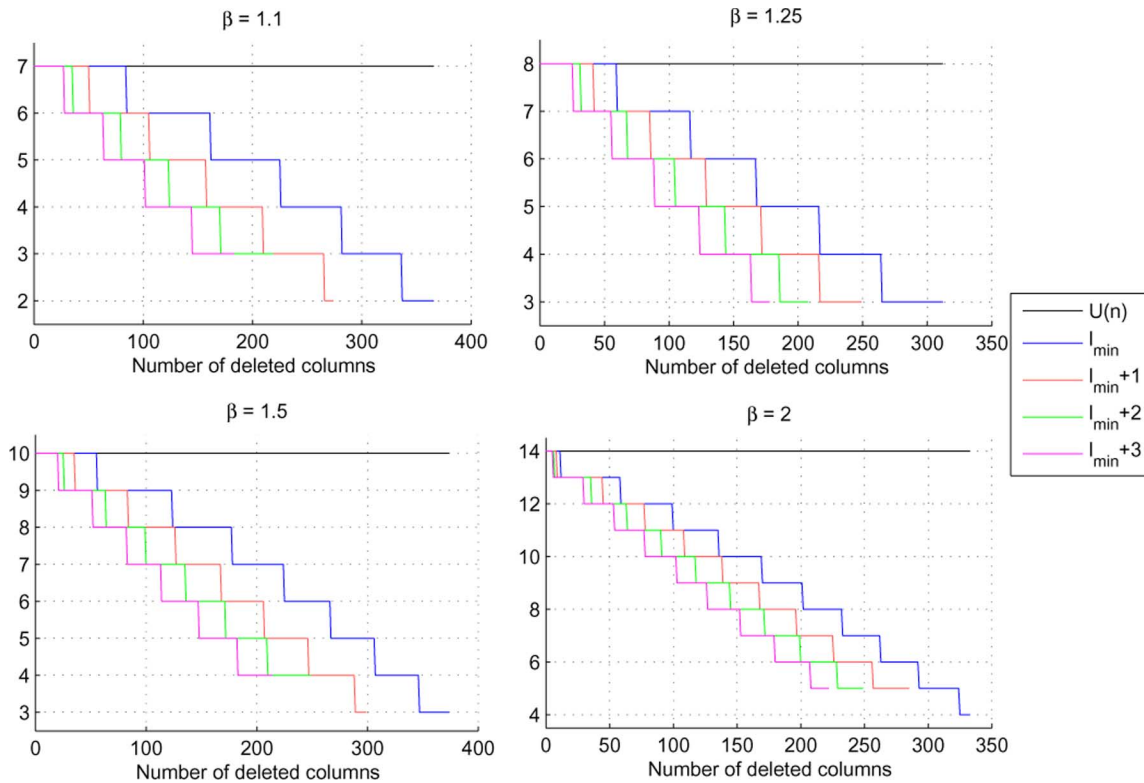 β = 1.1
7
6
5
4
3
2
0 100 200 300 400
Number of deleted columns
β = 1.25
8
7
6
5
4
3
0 50 100 150 200 250 300 350
Number of deleted columns
U(n)
l_min
l_min+1
l_min+2
l_min+3
β = 1.5
10
9
8
7
6
5
4
3
0 100 200 300 400
Number of deleted columns
β = 2
14
12
10
8
6
4
0 50 100 150 200 250 300 350
Number of deleted columns